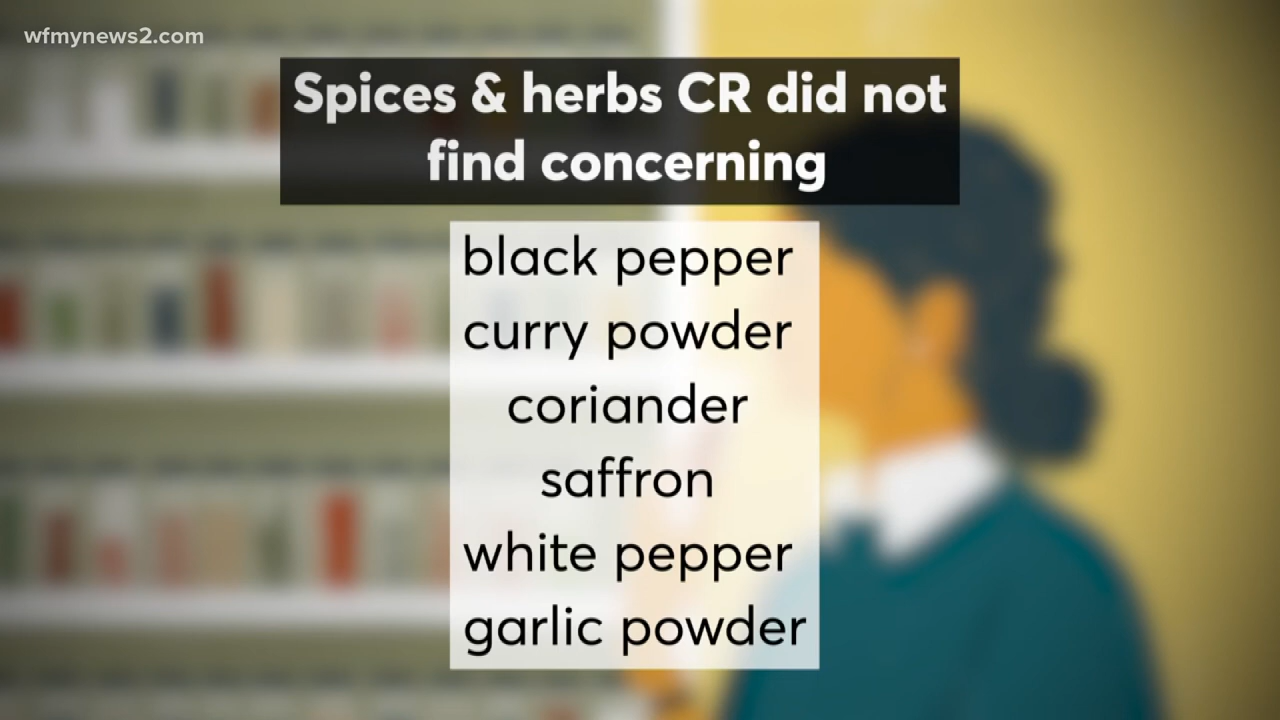 wfmynews2.com
Spices & herbs CR did not
find concerning
black pepper
curry powder
coriander
saffron
white pepper
garlic powder